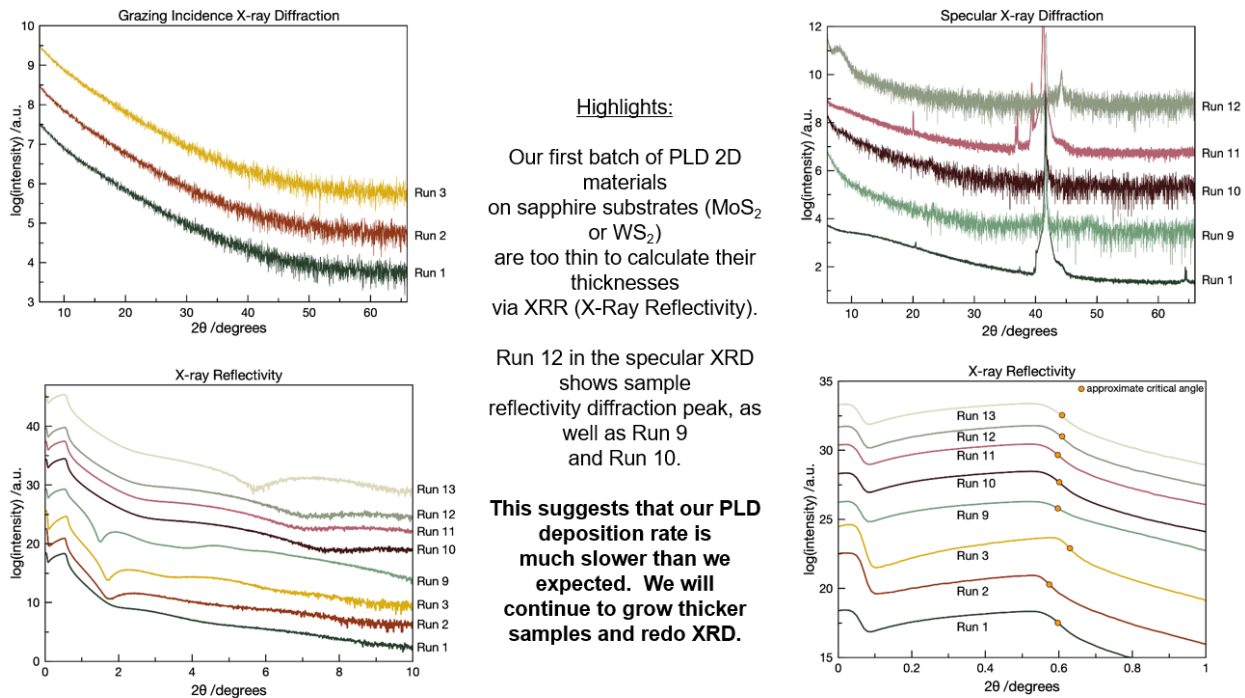 Grazing Incidence X-ray Diffraction
log(intensity) /a.u.
9
8
7
6
5
4
3
Run 3
Run 2
Run 1
10
20
30
40
50
60
2θ /degrees
X-ray Reflectivity
log(intensity) /a.u.
40
30
20
10
0
Run 13
Run 12
Run 11
Run 10
Run 9
Run 3
Run 2
Run 1
0
2
4
6
8
10
2θ /degrees
Highlights:
Our first batch of PLD 2D
materials
on sapphire substrates (MoS₂
or WS₂)
are too thin to calculate their
thicknesses
via XRR (X-Ray Reflectivity).
Run 12 in the specular XRD
shows sample
reflectivity diffraction peak, as
well as Run 9
and Run 10.
This suggests that our PLD
deposition rate is
much slower than we
expected. We will
continue to grow thicker
samples and redo XRD.
Specular X-ray Diffraction
log(intensity) /a.u.
12
10
8
6
4
2
Run 12
Run 11
Run 10
Run 9
Run 1
10
20
30
40
50
60
2θ /degrees
X-ray Reflectivity
approximate critical angle
log(intensity) /a.u.
35
30
25
20
15
Run 13
Run 12
Run 11
Run 10
Run 9
Run 3
Run 2
Run 1
0
0.2
0.4
0.6
0.8
1
2θ /degrees